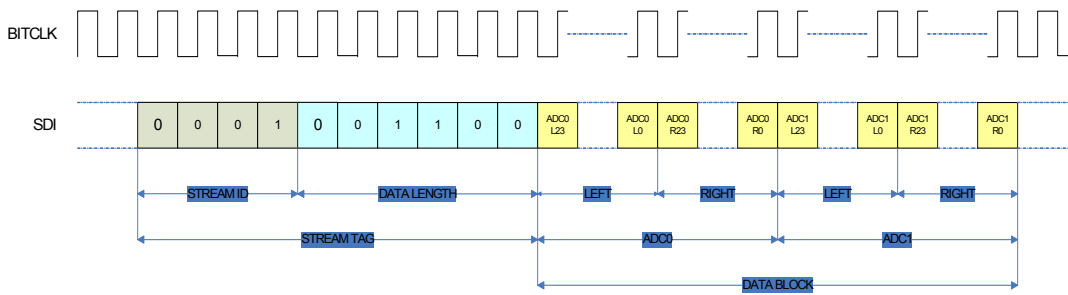 BITCLK
SDI 0 0 0 1 0 0 1 1 0 0 ADC0 L23 ADC0 L0 ADC0 R23 ADC0 R0 ADC1 L23 ADC1 L0 ADC1 R23 ADC1 R0
STREAM ID DATA LENGTH LEFT RIGHT LEFT RIGHT
STREAM TAG ADC0 ADC1
DATA BLOCK